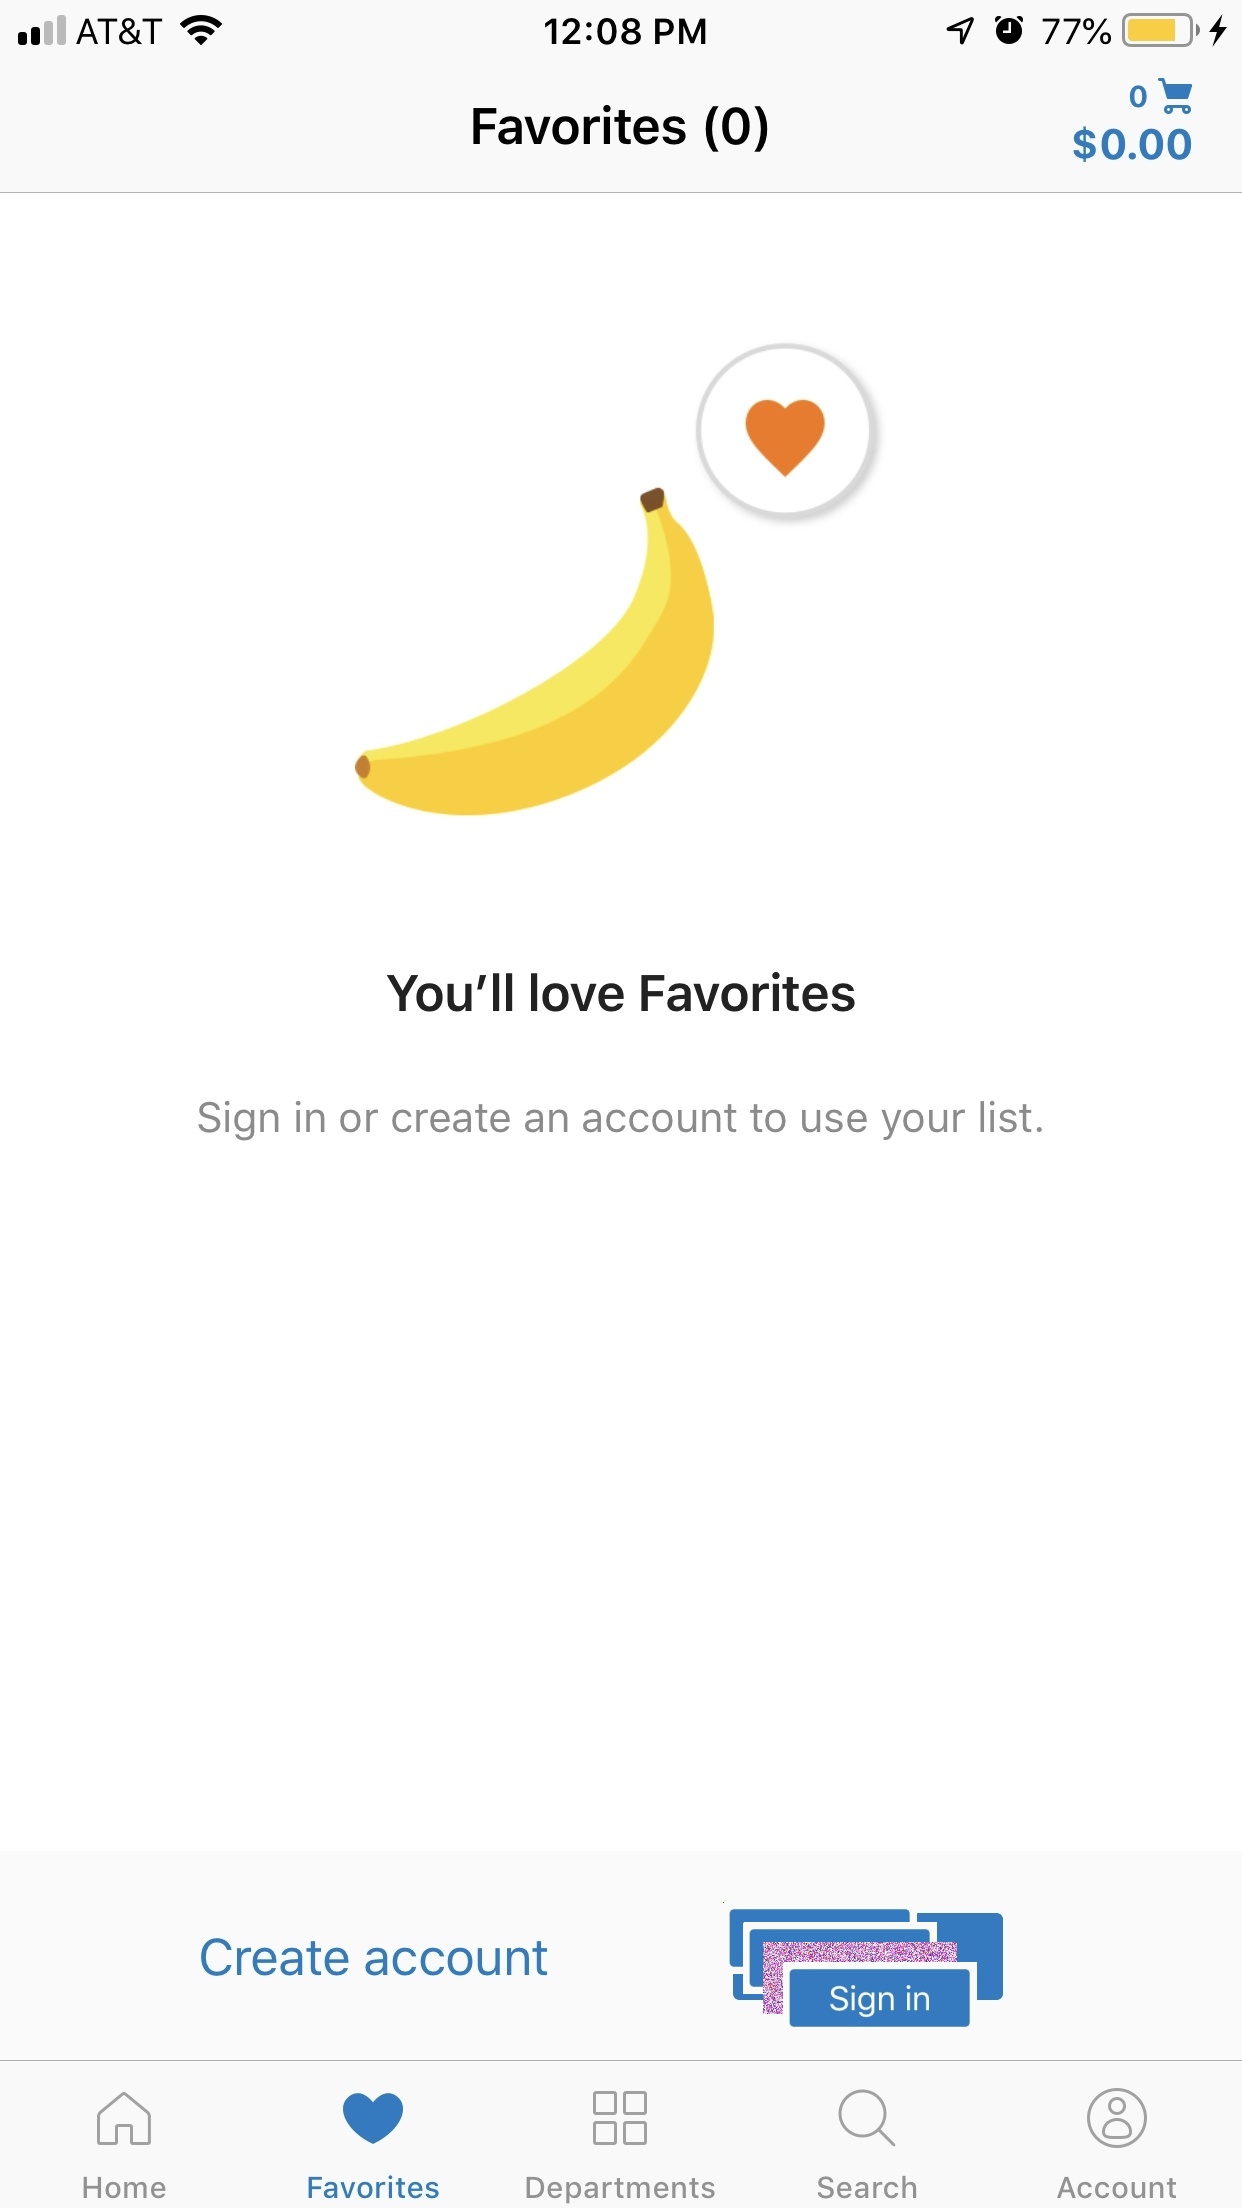 AT&T 12:08 PM 77%
0
Favorites (0)
$0.00
You’ll love Favorites
Sign in or create an account to use your list.
Create account
Sign in
Home Favorites Departments Search Account